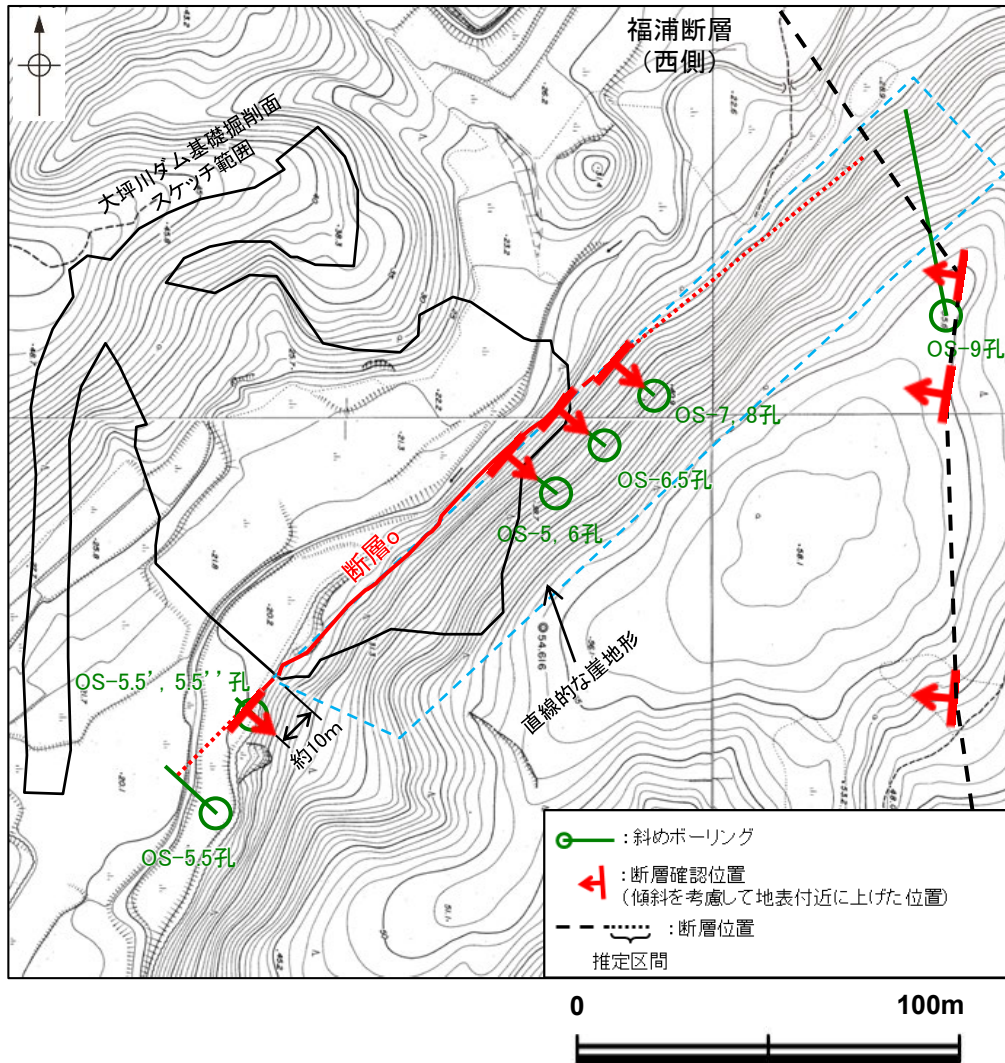 福浦断層
(西側)
大坪川ダム基礎掘削面
スケッチ範囲
OS-9孔
OS-7, 8孔
OS-6.5孔
OS-5, 6孔
断層o
直線的な崖地形
OS-5.5', 5.5''孔
約10m
OS-5.5孔
54.616
:斜めボーリング
:断層確認位置
(傾斜を考慮して地表付近に上げた位置)
:断層位置
推定区間
0
100m